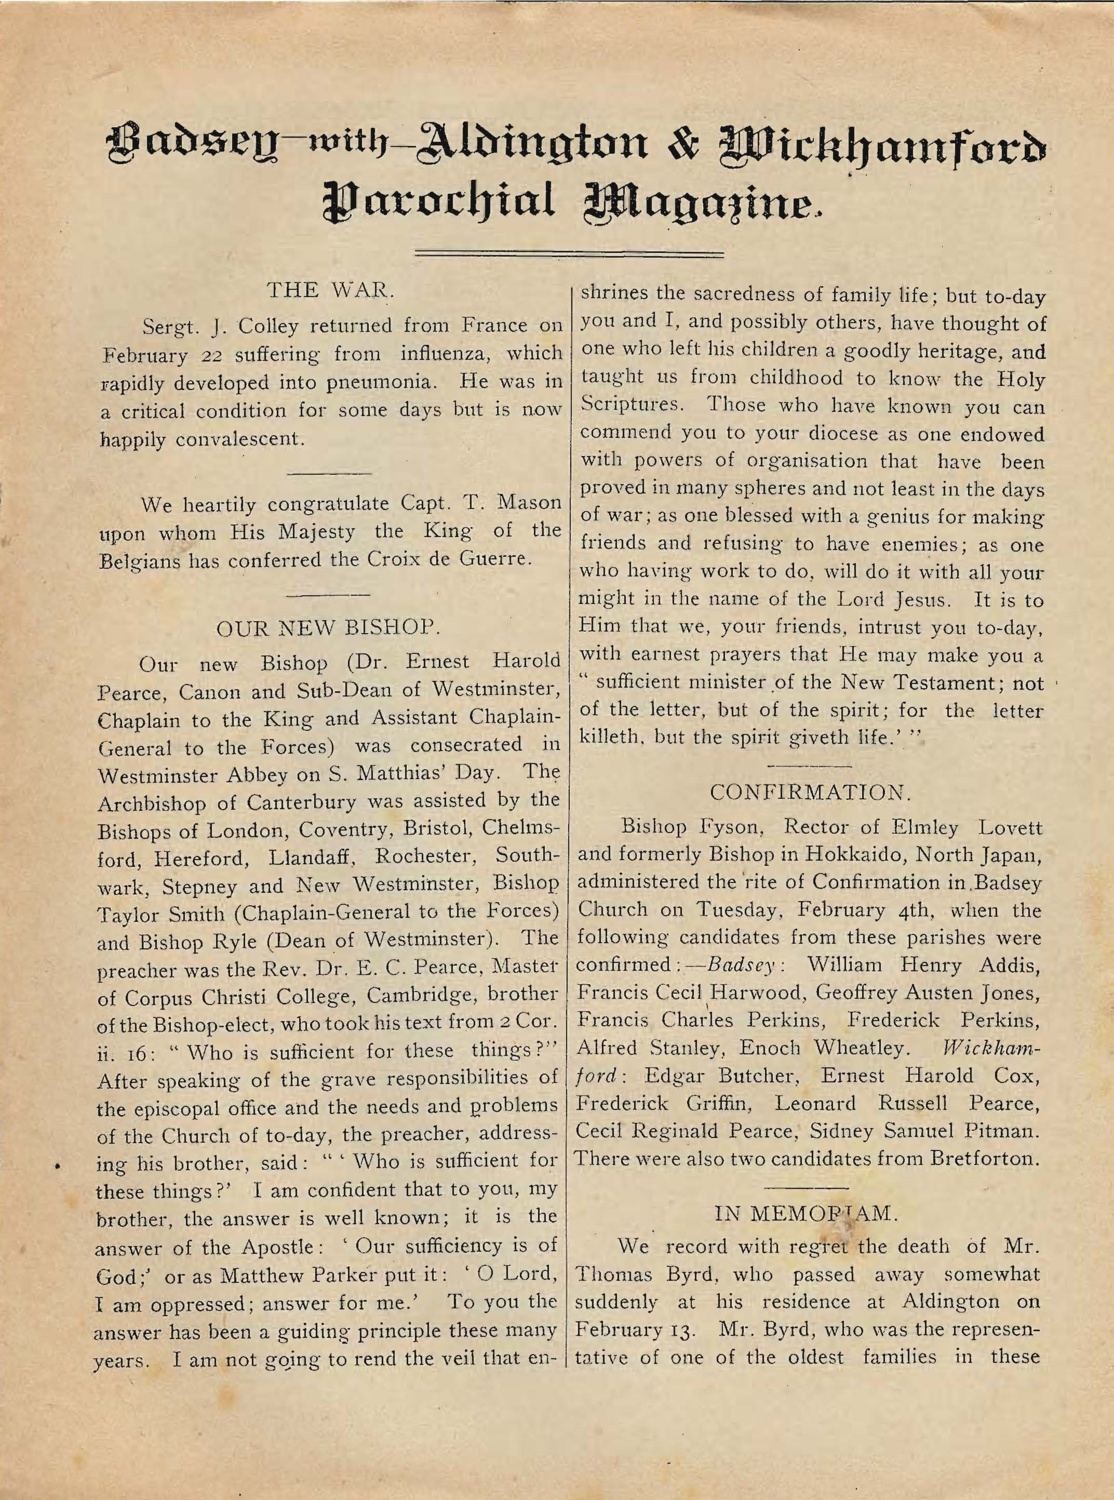 Badsey—with—Aldington & Wickhamford
Parochial Magazine.
THE WAR.
Sergt. J. Colley returned from France on
February 22 suffering from influenza, which
rapidly developed into pneumonia. He was in
a critical condition for some days but is now
happily convalescent.
We heartily congratulate Capt. T. Mason
upon whom His Majesty the King of the
Belgians has conferred the Croix de Guerre.
OUR NEW BISHOP.
Our new Bishop (Dr. Ernest Harold
Pearce, Canon and Sub-Dean of Westminster,
Chaplain to the King and Assistant Chaplain-
General to the Forces) was consecrated in
Westminster Abbey on S. Matthias' Day. The
Archbishop of Canterbury was assisted by the
Bishops of London, Coventry, Bristol, Chelms-
ford, Hereford, Llandaff, Rochester, South-
wark, Stepney and New Westminster, Bishop
Taylor Smith (Chaplain-General to the Forces)
and Bishop Ryle (Dean of Westminster). The
preacher was the Rev. Dr. E. C. Pearce, Master
of Corpus Christi College, Cambridge, brother
of the Bishop-elect, who took his text from 2 Cor.
ii. 16: " Who is sufficient for these things?"
After speaking of the grave responsibilities of
the episcopal office and the needs and problems
of the Church of to-day, the preacher, address-
ing his brother, said: " ' Who is sufficient for
these things?' I am confident that to you, my
brother, the answer is well known; it is the
answer of the Apostle: ' Our sufficiency is of
God;' or as Matthew Parker put it: ' O Lord,
I am oppressed; answer for me.' To you the
answer has been a guiding principle these many
years. I am not going to rend the veil that en-
shrines the sacredness of family life; but to-day
you and I, and possibly others, have thought of
one who left his children a goodly heritage, and
taught us from childhood to know the Holy
Scriptures. Those who have known you can
commend you to your diocese as one endowed
with powers of organisation that have been
proved in many spheres and not least in the days
of war; as one blessed with a genius for making
friends and refusing to have enemies; as one
who having work to do, will do it with all your
might in the name of the Lord Jesus. It is to
Him that we, your friends, intrust you to-day,
with earnest prayers that He may make you a
" sufficient minister of the New Testament; not
of the letter, but of the spirit; for the letter
killeth, but the spirit giveth life.' "
CONFIRMATION.
Bishop Fyson, Rector of Elmley Lovett
and formerly Bishop in Hokkaido, North Japan,
administered the rite of Confirmation in Badsey
Church on Tuesday, February 4th, when the
following candidates from these parishes were
confirmed:—Badsey: William Henry Addis,
Francis Cecil Harwood, Geoffrey Austen Jones,
Francis Charles Perkins, Frederick Perkins,
Alfred Stanley, Enoch Wheatley. Wickham-
ford: Edgar Butcher, Ernest Harold Cox,
Frederick Griffin, Leonard Russell Pearce,
Cecil Reginald Pearce, Sidney Samuel Pitman.
There were also two candidates from Bretforton.
IN MEMORIAM.
We record with regret the death of Mr.
Thomas Byrd, who passed away somewhat
suddenly at his residence at Aldington on
February 13. Mr. Byrd, who was the represen-
tative of one of the oldest families in these